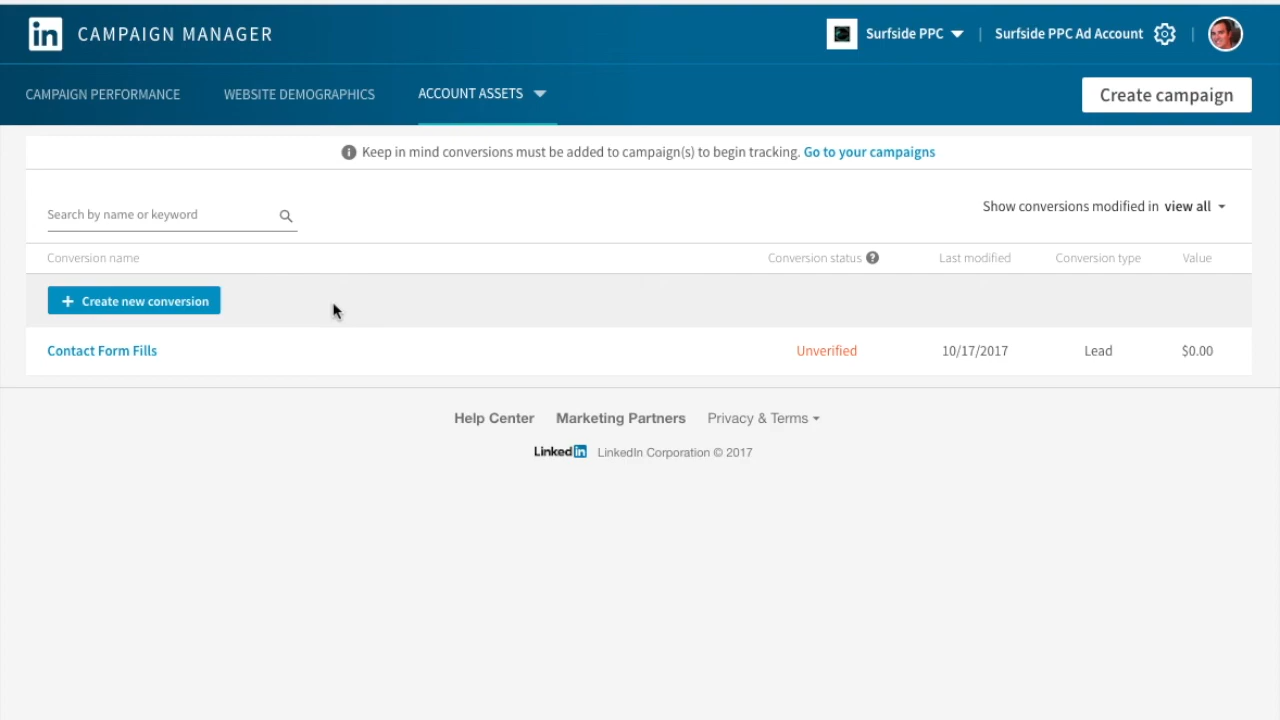 in CAMPAIGN MANAGER Surfside PPC | Surfside PPC Ad Account |
CAMPAIGN PERFORMANCE WEBSITE DEMOGRAPHICS ACCOUNT ASSETS Create campaign
Keep in mind conversions must be added to campaign(s) to begin tracking. Go to your campaigns
Search by name or keyword Show conversions modified in view all
Conversion name Conversion status ? Last modified Conversion type Value
+ Create new conversion
Contact Form Fills Unverified 10/17/2017 Lead $0.00
Help Center Marketing Partners Privacy & Terms
Linkedin LinkedIn Corporation © 2017